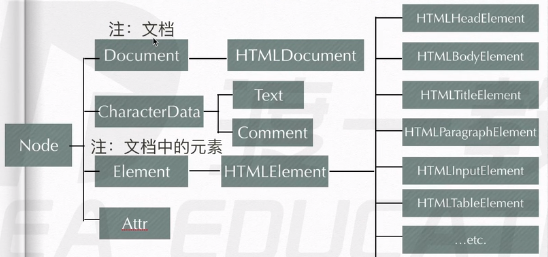 注：文档
Document
HTMLDocument
CharacterData
Text
Comment
Node
注：文档中的元素
Element
HTMLElement
Attr
HTMLHeadElement
HTMLBodyElement
HTMLTitleElement
HTMLParagraphElement
HTMLInputElement
HTMLTableElement
...etc.